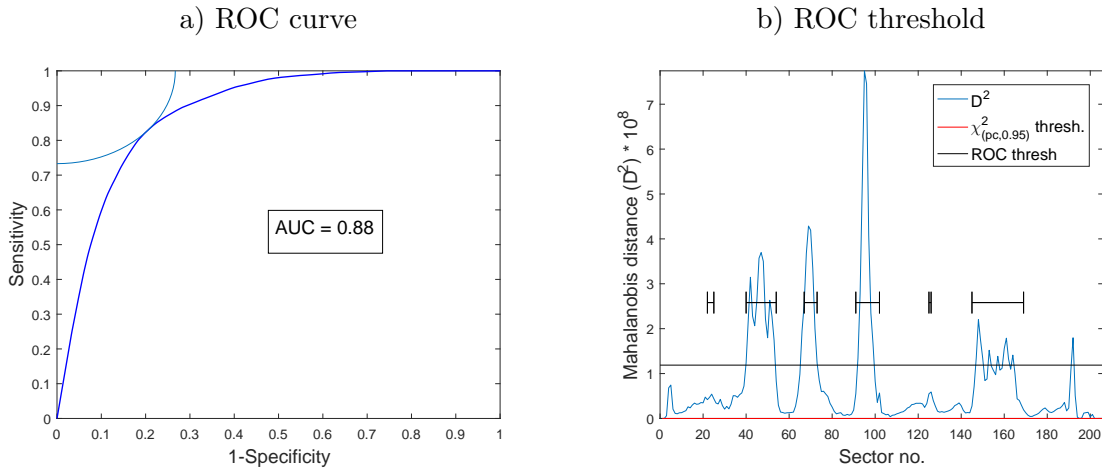 a) ROC curve
b) ROC threshold
1
0.9
0.8
0.7
0.6
0.5
0.4
0.3
0.2
0.1
0
Sensitivity
AUC = 0.88
0 0.1 0.2 0.3 0.4 0.5 0.6 0.7 0.8 0.9 1
1-Specificity
7
6
5
4
3
2
1
0
Mahalanobis distance (D²) * 10⁸
D²
χ²(pc,0.95) thresh.
ROC thresh
0 20 40 60 80 100 120 140 160 180 200
Sector no.